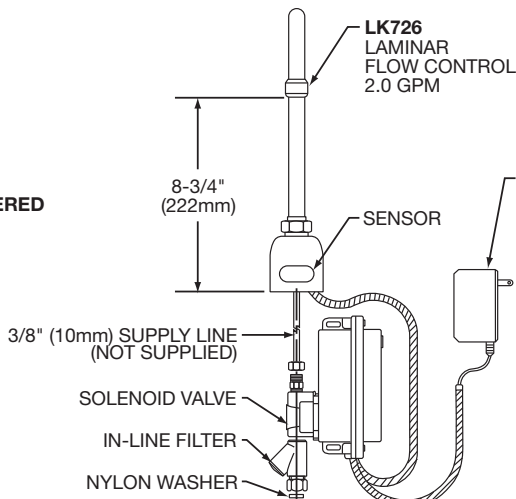 LK726
LAMINAR
FLOW CONTROL
2.0 GPM
8-3/4"
(222mm)
SENSOR
3/8" (10mm) SUPPLY LINE
(NOT SUPPLIED)
SOLENOID VALVE
IN-LINE FILTER
NYLON WASHER